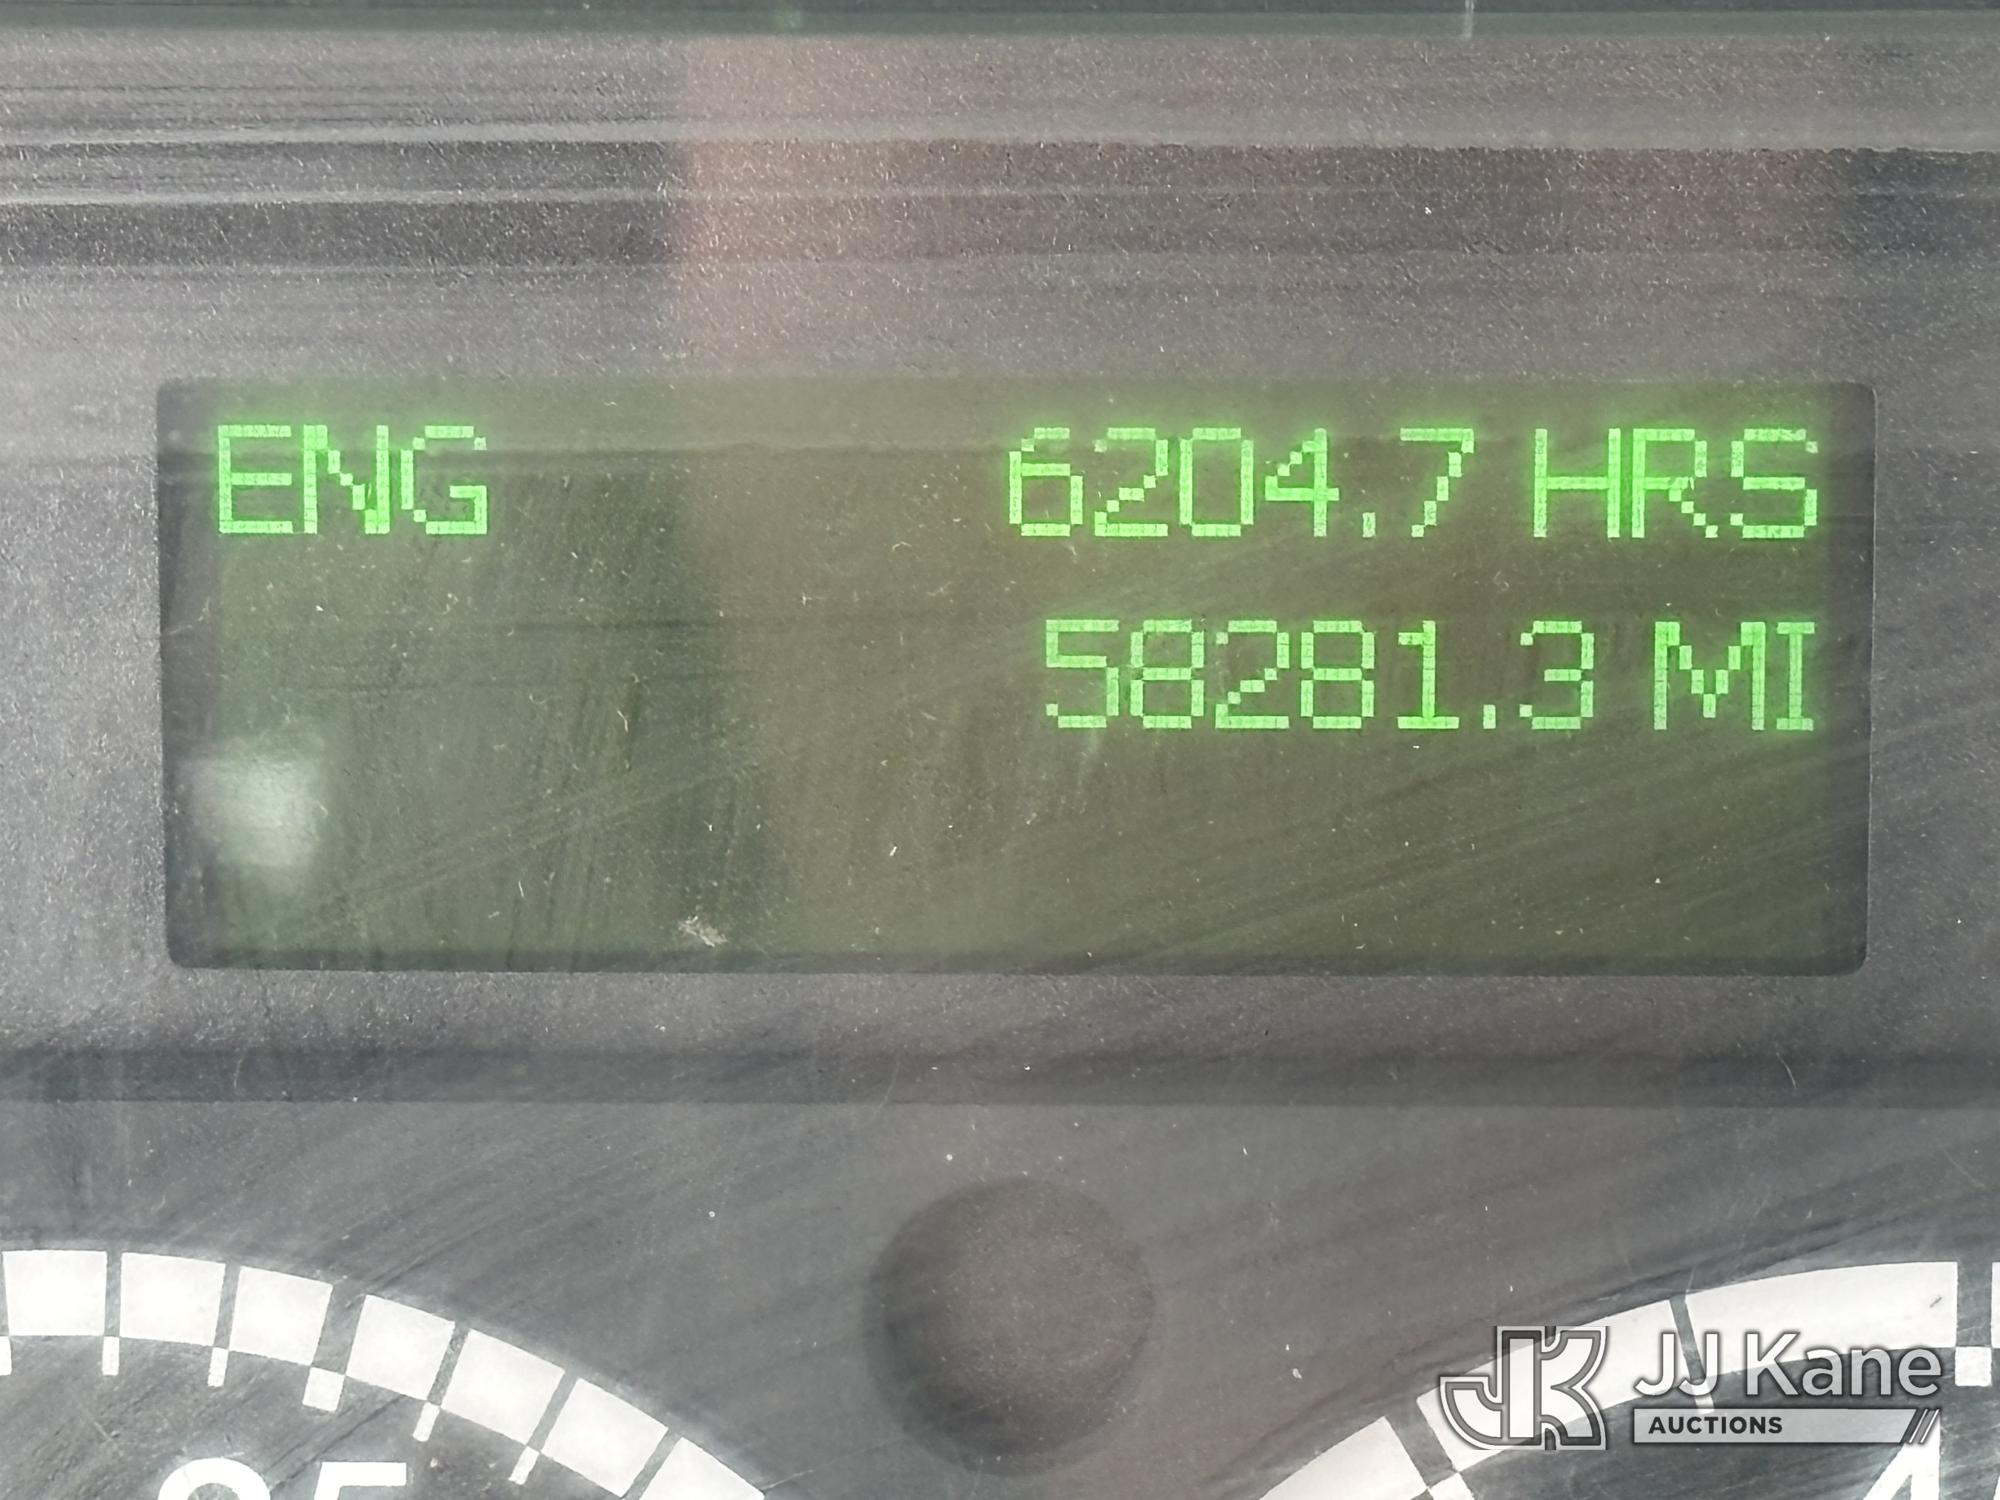 ENG 6204.7 HRS
58281.3 MI
JJ Kane
AUCTIONS